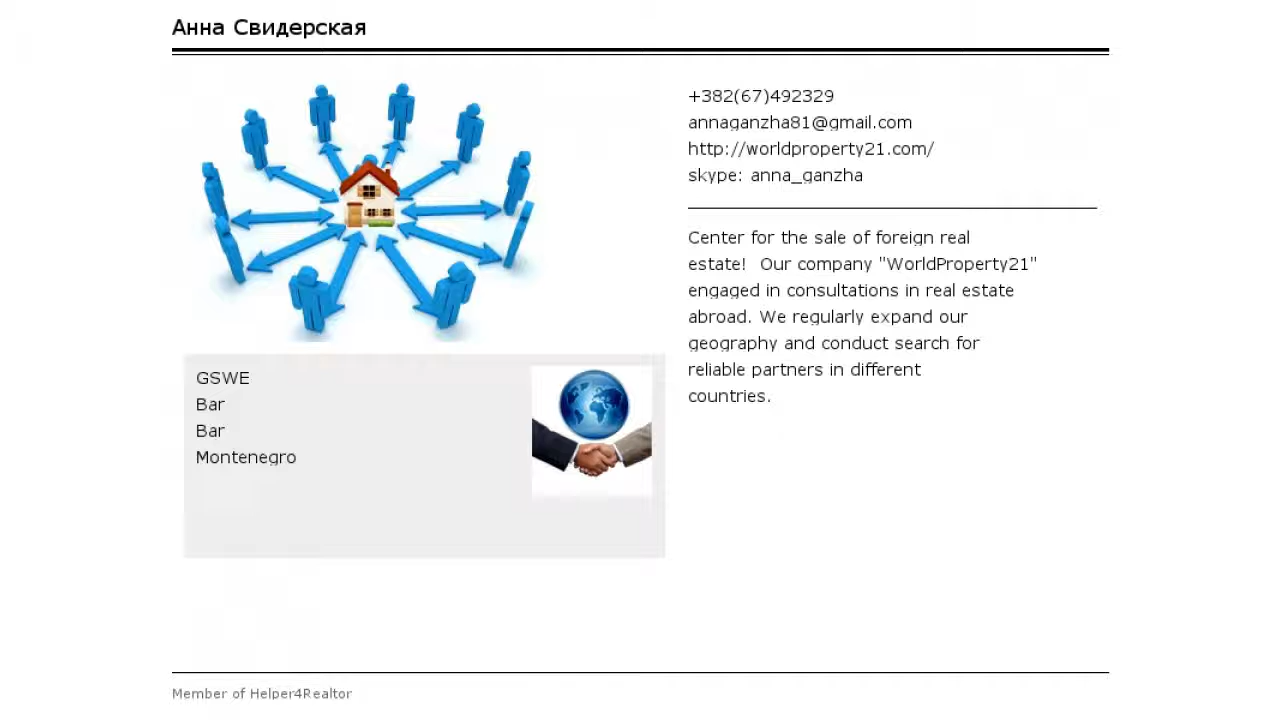 Анна Свидерская
+382(67)492329
annaganzha81@gmail.com
http://worldproperty21.com/
skype: anna_ganzha
Center for the sale of foreign real
estate!  Our company "WorldProperty21"
engaged in consultations in real estate
abroad. We regularly expand our
geography and conduct search for
reliable partners in different
countries.
GSWE
Bar
Bar
Montenegro
Member of Helper4Realtor